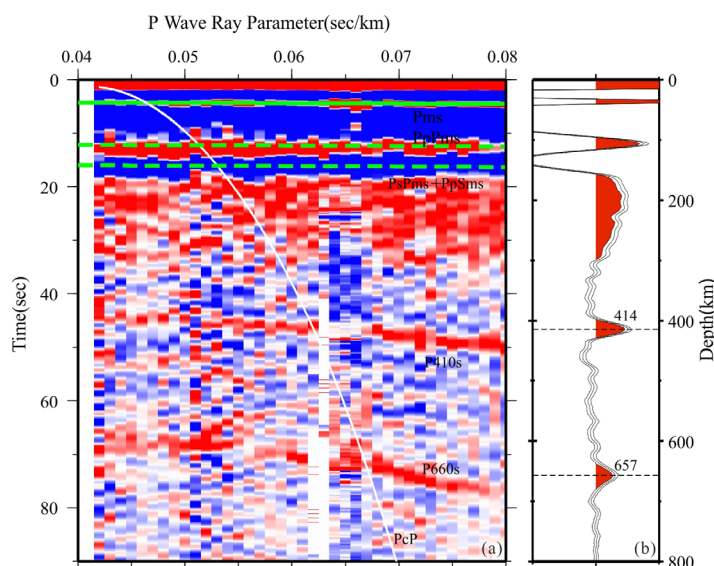 P Wave Ray Parameter(sec/km)
0.04 0.05 0.06 0.07 0.08
0 0
Pms
PpPms
20 PsPms+PpSms 200
Time(sec) 40 414 400 Depth(km)
P410s
60 600
P660s 657
80
PcP (a) (b) 800